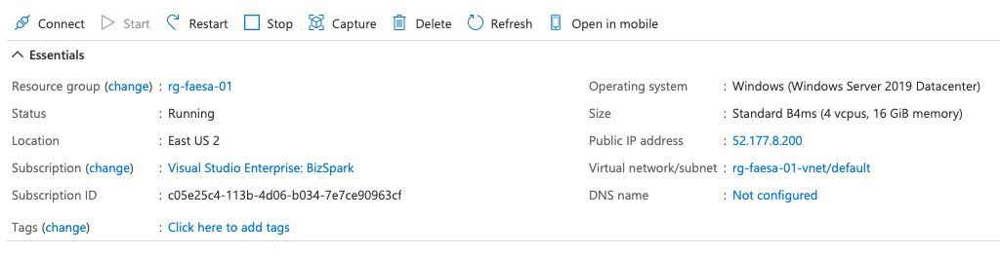 Connect Start Restart Stop Capture Delete Refresh Open in mobile
Essentials
Resource group (change) : rg-faesa-01
Status : Running
Location : East US 2
Subscription (change) : Visual Studio Enterprise: BizSpark
Subscription ID : c05e25c4-113b-4d06-b034-7e7ce90963cf
Tags (change) : Click here to add tags
Operating system : Windows (Windows Server 2019 Datacenter)
Size : Standard B4ms (4 vcpus, 16 GiB memory)
Public IP address : 52.177.8.200
Virtual network/subnet : rg-faesa-01-vnet/default
DNS name : Not configured